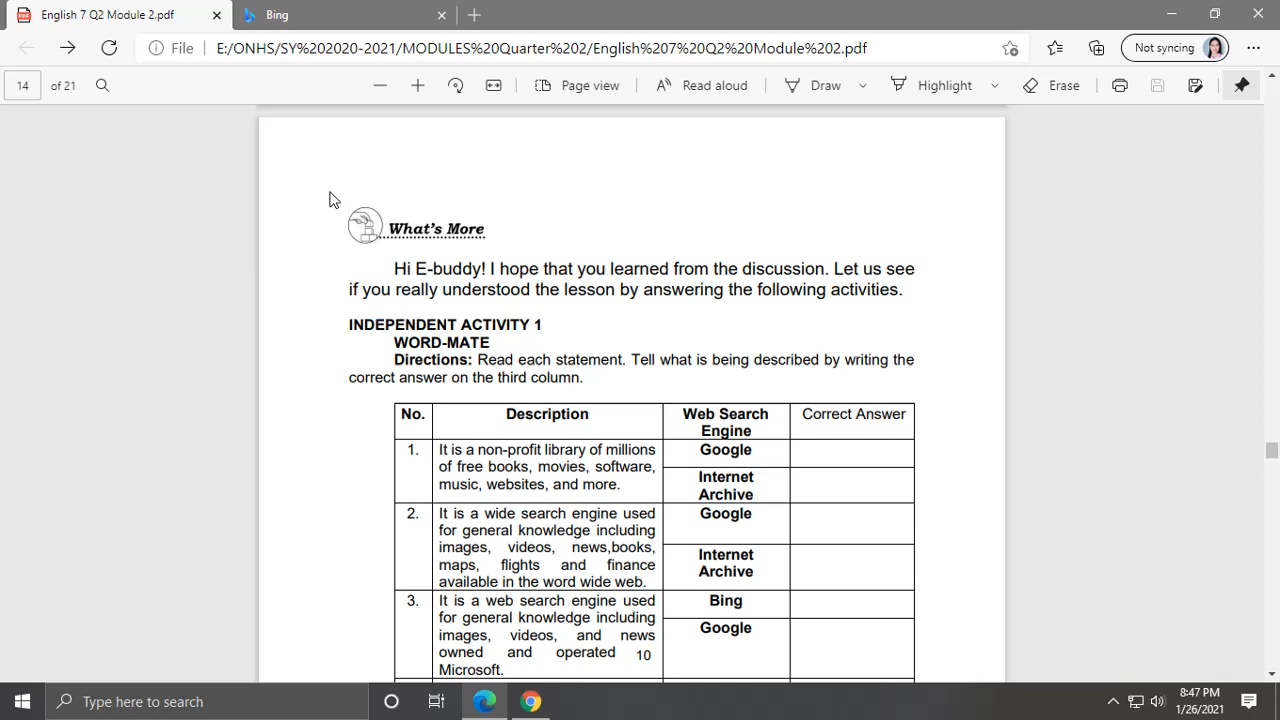 English 7 Q2 Module 2.pdf
Bing
File
E:/ONHS/SY%202020-2021/MODULES%20Quarter%202/English%207%20Q2%20Module%202.pdf
Not syncing
14 of 21
Page view
Read aloud
Draw
Highlight
Erase
What's More
Hi E-buddy! I hope that you learned from the discussion. Let us see
if you really understood the lesson by answering the following activities.
INDEPENDENT ACTIVITY 1
WORD-MATE
Directions: Read each statement. Tell what is being described by writing the
correct answer on the third column.
No.
Description
Web Search
Engine
Correct Answer
1.
It is a non-profit library of millions
of free books, movies, software,
music, websites, and more.
Google
Internet
Archive
2.
It is a wide search engine used
for general knowledge including
images, videos, news,books,
maps, flights and finance
available in the word wide web.
Google
Internet
Archive
3.
It is a web search engine used
for general knowledge including
images, videos, and news
owned and operated
Microsoft.
Bing
Google
10
Type here to search
8:47 PM
1/26/2021